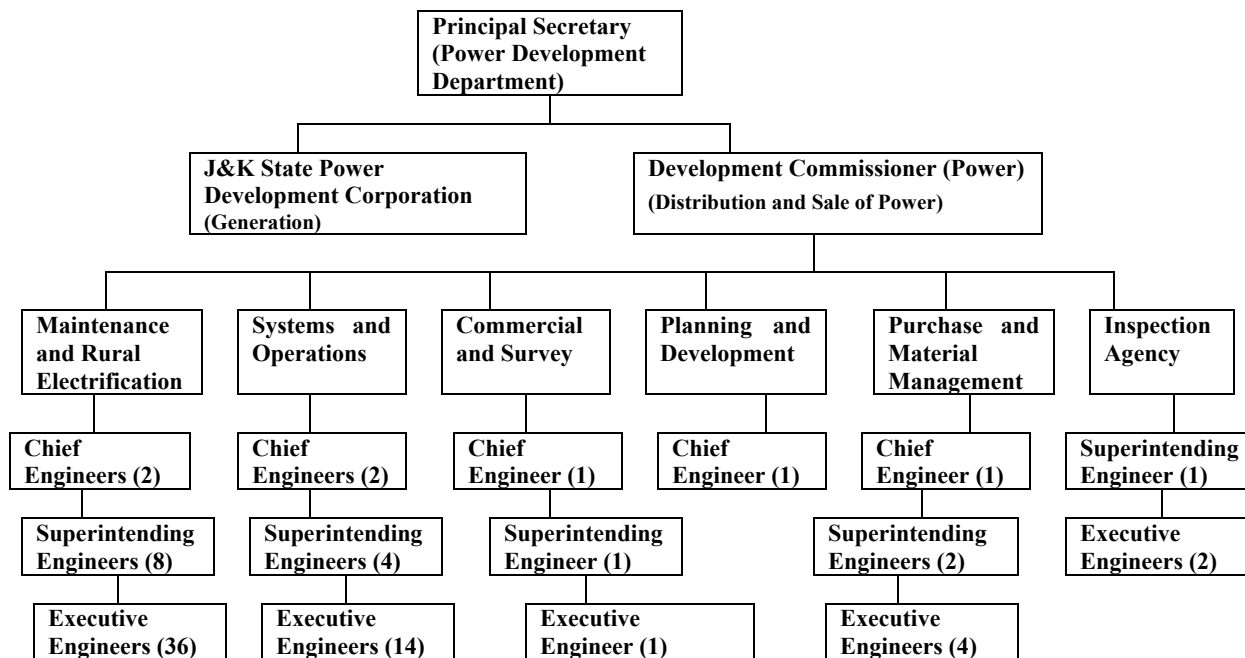 Principal Secretary
(Power Development
Department)
J&K State Power
Development Corporation
(Generation)
Development Commissioner (Power)
(Distribution and Sale of Power)
Maintenance
and Rural
Electrification
Systems and
Operations
Commercial
and Survey
Planning and
Development
Purchase and
Material
Management
Inspection
Agency
Chief
Engineers (2)
Chief
Engineers (2)
Chief
Engineer (1)
Chief
Engineer (1)
Chief
Engineer (1)
Superintending
Engineer (1)
Superintending
Engineers (8)
Superintending
Engineers (4)
Superintending
Engineer (1)
Superintending
Engineers (2)
Executive
Engineers (2)
Executive
Engineers (36)
Executive
Engineers (14)
Executive
Engineer (1)
Executive
Engineers (4)